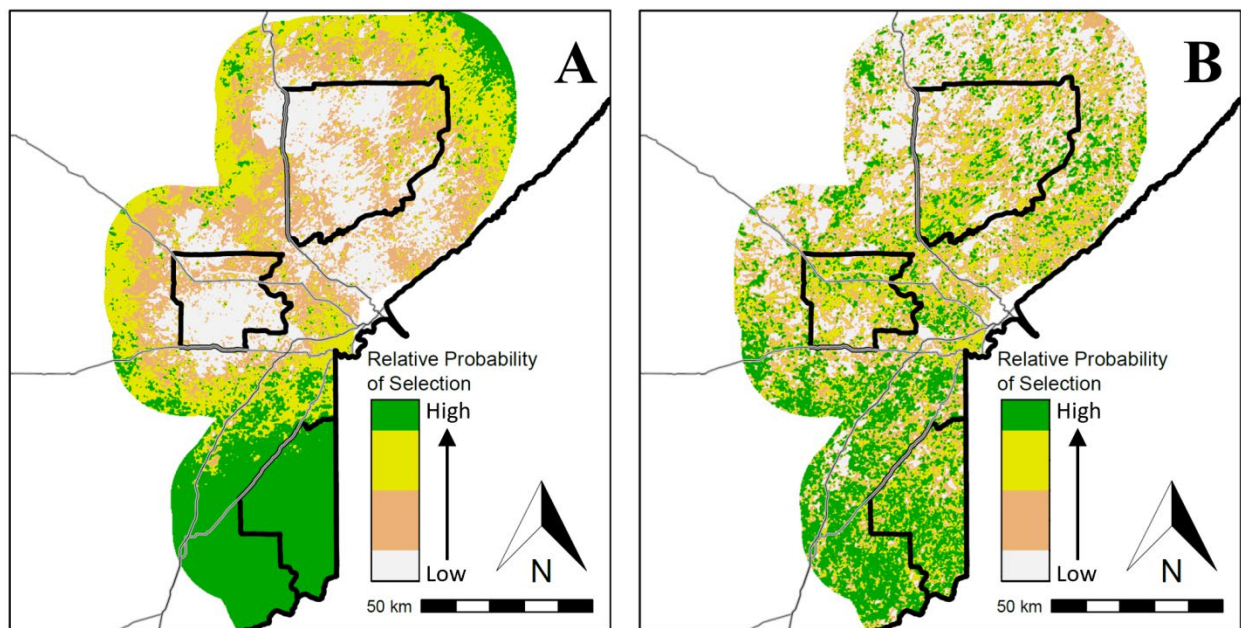 A
Relative Probability
of Selection
High
Low
N
50 km
B
Relative Probability
of Selection
High
Low
N
50 km